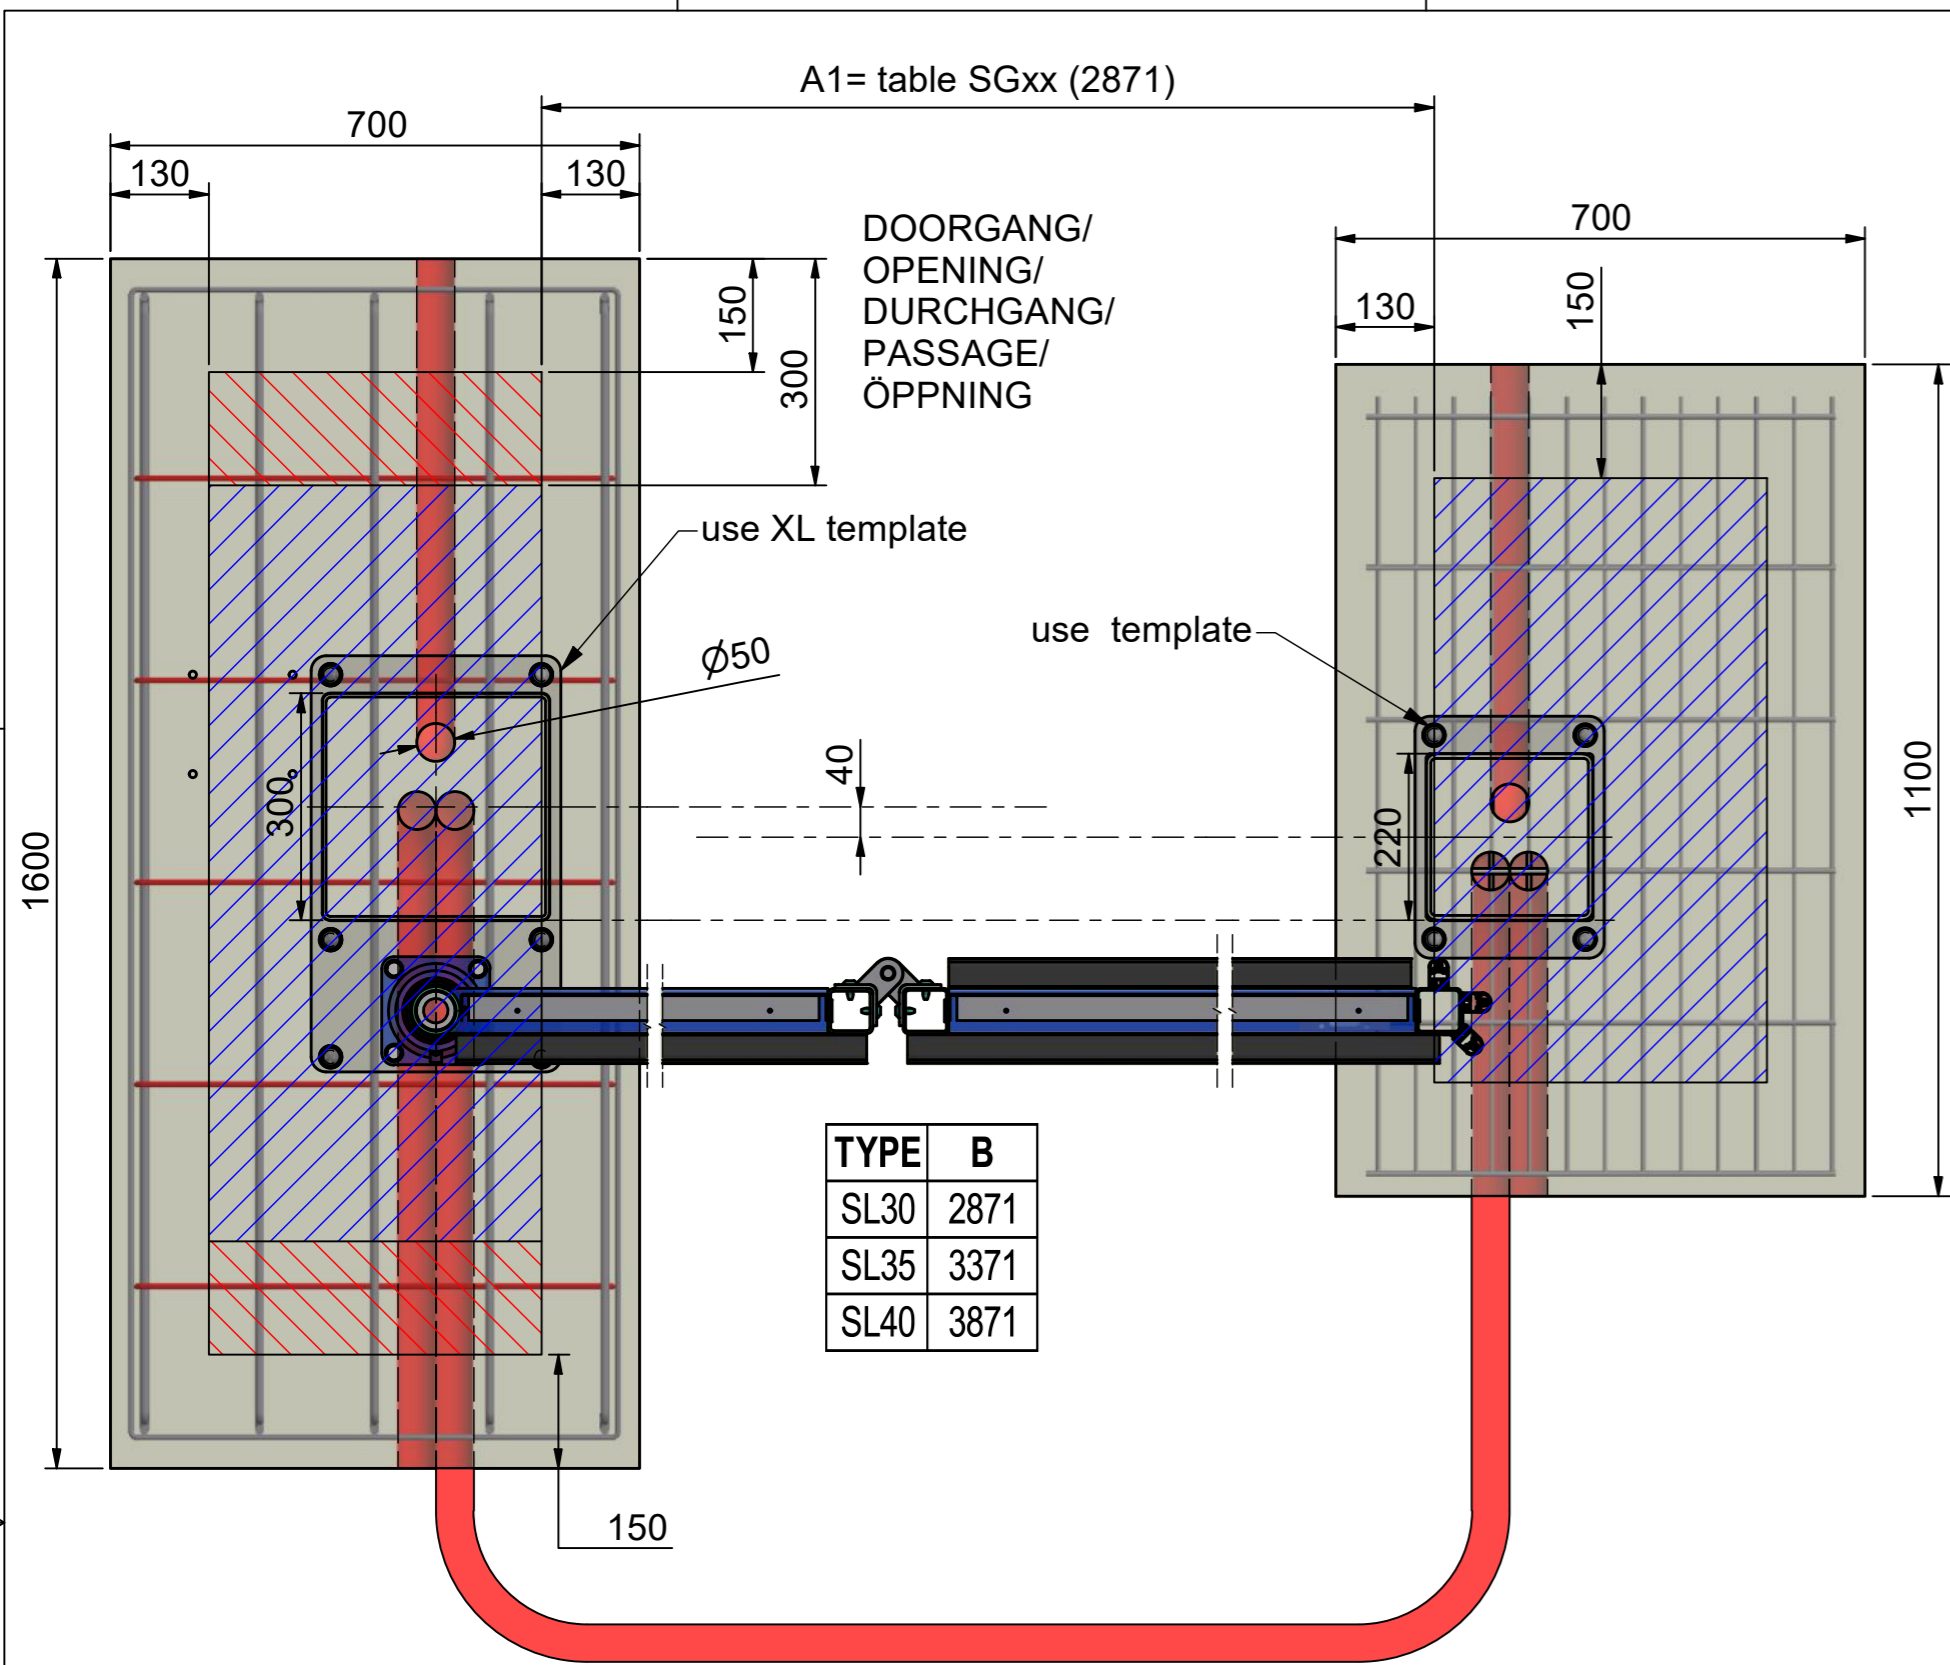 A1= table SGxx (2871)
700
130
130
700
130
150
150
300
DOORGANG/
OPENING/
DURCHGANG/
PASSAGE/
ÖPPNING
use XL template
Ø50
use  template
40
300
220
1600
1100
TYPE B
SL30 2871
SL35 3371
SL40 3871
150